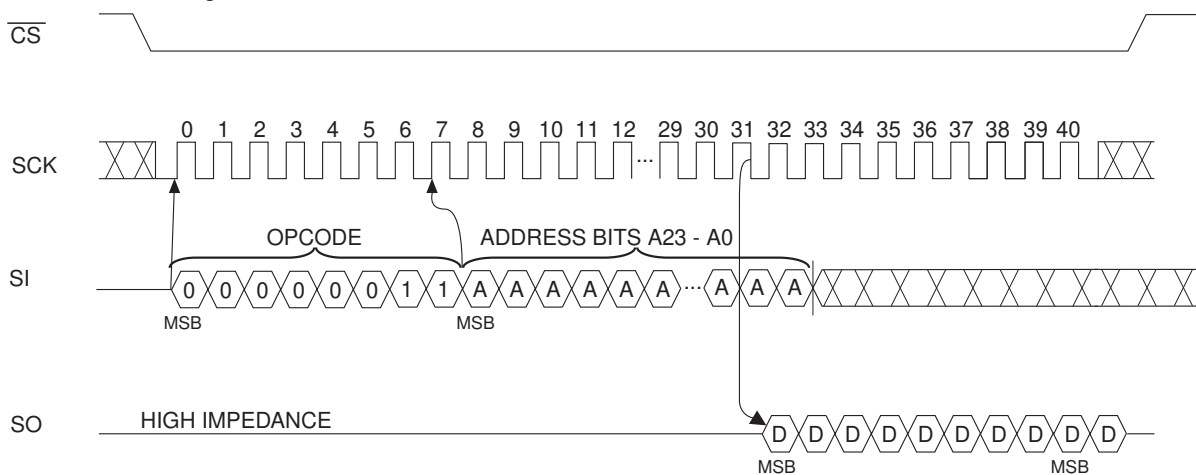 CS
0 1 2 3 4 5 6 7 8 9 10 11 12 29 30 31 32 33 34 35 36 37 38 39 40
SCK ...
OPCODE ADDRESS BITS A23 - A0
SI 0 0 0 0 0 0 1 1 A A A A A A ... A A A
MSB MSB
SO HIGH IMPEDANCE D D D D D D D D D D
MSB MSB